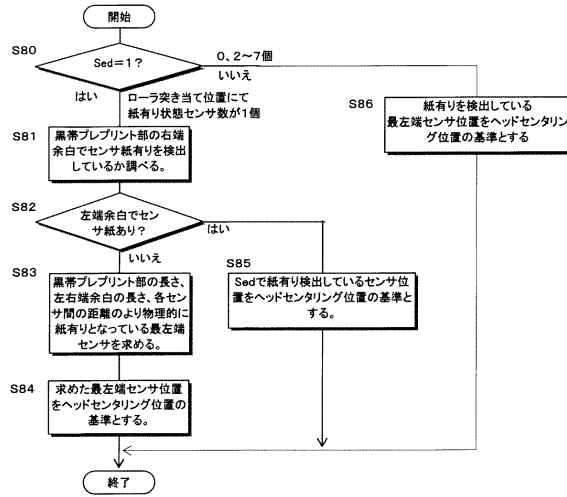 開始
S80
Sed＝1？
0、2～7個
いいえ
はい
ローラ突き当て位置にて
紙有り状態センサ数が1個
S86
紙有りを検出している
最左端センサ位置をヘッドセンタリン
グ位置の基準とする
S81
黒帯プレプリント部の右端
余白でセンサ紙有りを検出
しているか調べる。
S82
左端余白でセン
サ紙あり？
はい
いいえ
S83
黒帯プレプリント部の長さ、
左右端余白の長さ、各セン
サ間の距離のより物理的に
紙有りとなっている最左端
センサを求める。
S85
Sedで紙有り検出しているセンサ位
置をヘッドセンタリング位置の基準と
する。
S84
求めた最左端センサ位置
をヘッドセンタリング位置の
基準とする。
終了